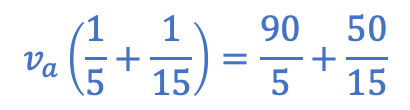 v_a (1/5 + 1/15) = 90/5 + 50/15